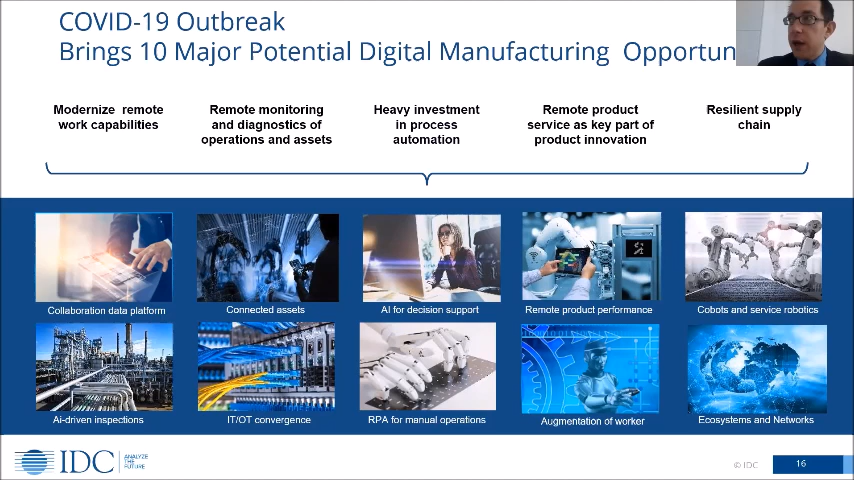 COVID-19 Outbreak
Brings 10 Major Potential Digital Manufacturing Opportun
Modernize remote
work capabilities
Remote monitoring
and diagnostics of
operations and assets
Heavy investment
in process
automation
Remote product
service as key part of
product innovation
Resilient supply
chain
Collaboration data platform
Connected assets
AI for decision support
Remote product performance
Cobots and service robotics
Ai-driven inspections
IT/OT convergence
RPA for manual operations
Augmentation of worker
Ecosystems and Networks
IDC
ANALYZE
THE
FUTURE
© IDC
16